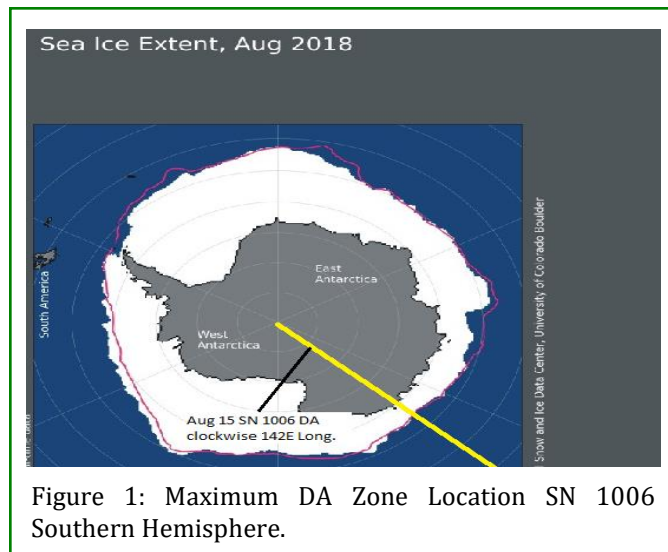 Sea Ice Extent, Aug 2018
South America
East
Antarctica
West
Antarctica
Aug 15 SN 1006 DA
clockwise 142E Long.
Snow and Ice Data Center, University of Colorado Boulder
Figure 1: Maximum DA Zone Location SN 1006
Southern Hemisphere.